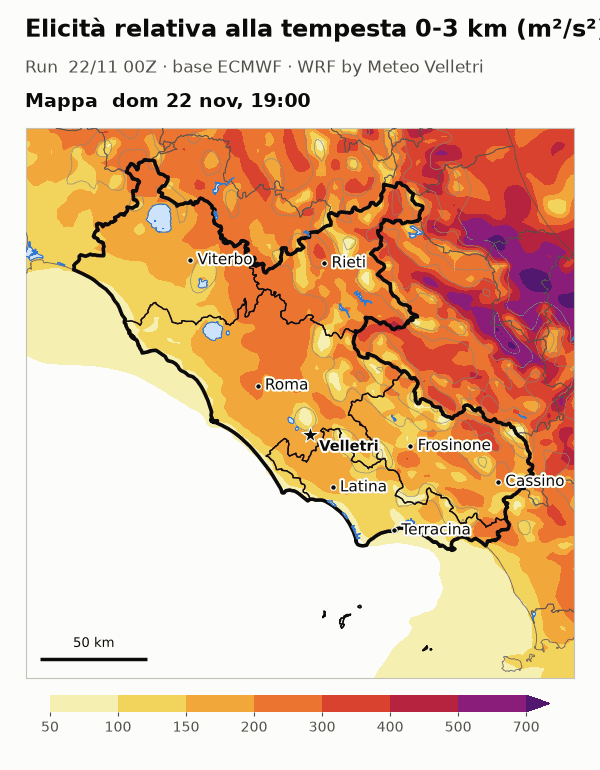 Elicità relativa alla tempesta 0-3 km (m²/s²)
Run 22/11 00Z · base ECMWF · WRF by Meteo Velletri
Mappa dom 22 nov, 19:00
Viterbo
Rieti
Roma
Velletri
Frosinone
Latina
Cassino
Terracina
50 km
50 100 150 200 300 400 500 700